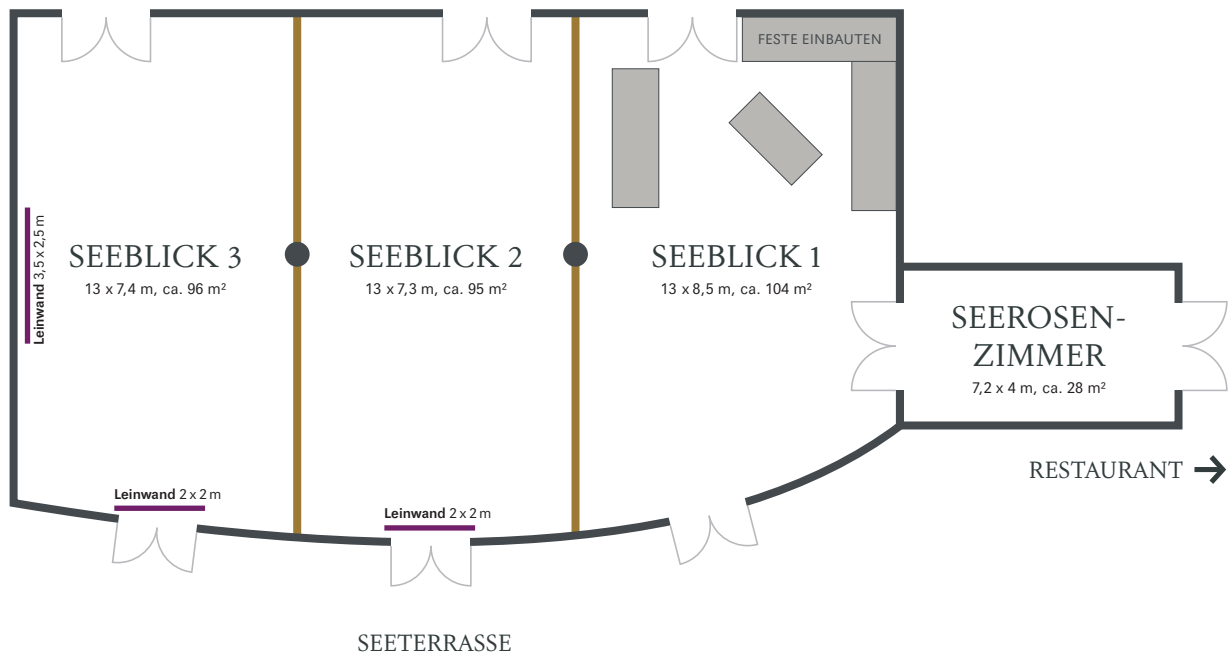 FESTE EINBAUTEN
Leinwand 3,5 x 2,5 m
SEEBLICK 3
13 x 7,4 m, ca. 96 m²
SEEBLICK 2
13 x 7,3 m, ca. 95 m²
SEEBLICK 1
13 x 8,5 m, ca. 104 m²
SEEROSEN-
ZIMMER
7,2 x 4 m, ca. 28 m²
RESTAURANT →
Leinwand 2 x 2 m
Leinwand 2 x 2 m
SEETERRASSE